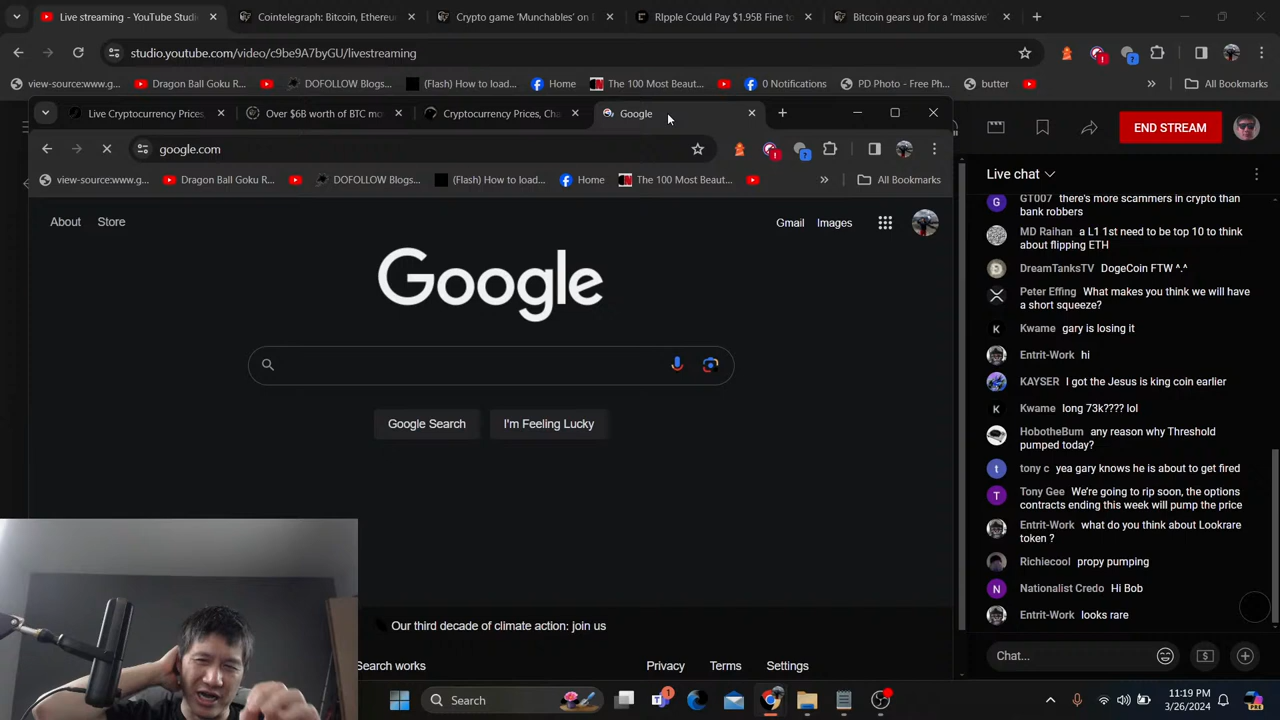 Live streaming - YouTube Studi
Cointelegraph: Bitcoin, Ethereu
Crypto game 'Munchables' on
RIpple Could Pay $1.95B Fine to
Bitcoin gears up for a 'massive'
studio.youtube.com/video/c9be9A7byGU/livestreaming
view-source:www.g...
Dragon Ball Goku R...
DOFOLLOW Blogs...
(Flash) How to load...
Home
The 100 Most Beaut...
0 Notifications
PD Photo - Free Ph...
butter
All Bookmarks
Live Cryptocurrency Prices,
Over $6B worth of BTC mo
Cryptocurrency Prices, Cha
Google
google.com
view-source:www.g...
Dragon Ball Goku R...
DOFOLLOW Blogs...
(Flash) How to load...
Home
The 100 Most Beaut...
All Bookmarks
About
Store
Gmail
Images
Google
Google Search
I'm Feeling Lucky
Our third decade of climate action: join us
Search works
Privacy
Terms
Settings
END STREAM
Live chat
GT007 there's more scammers in crypto than
bank robbers
MD Raihan a L1 1st need to be top 10 to think
about flipping ETH
DreamTanksTV DogeCoin FTW ^.^
Peter Effing What makes you think we will have
a short squeeze?
Kwame gary is losing it
Entrit-Work hi
KAYSER I got the Jesus is king coin earlier
Kwame long 73k???? lol
HobotheBum any reason why Threshold
pumped today?
tony c yea gary knows he is about to get fired
Tony Gee We're going to rip soon, the options
contracts ending this week will pump the price
Entrit-Work what do you think about Lookrare
token ?
Richiecool propy pumping
Nationalist Credo Hi Bob
Entrit-Work looks rare
Chat...
Search
11:19 PM
3/26/2024